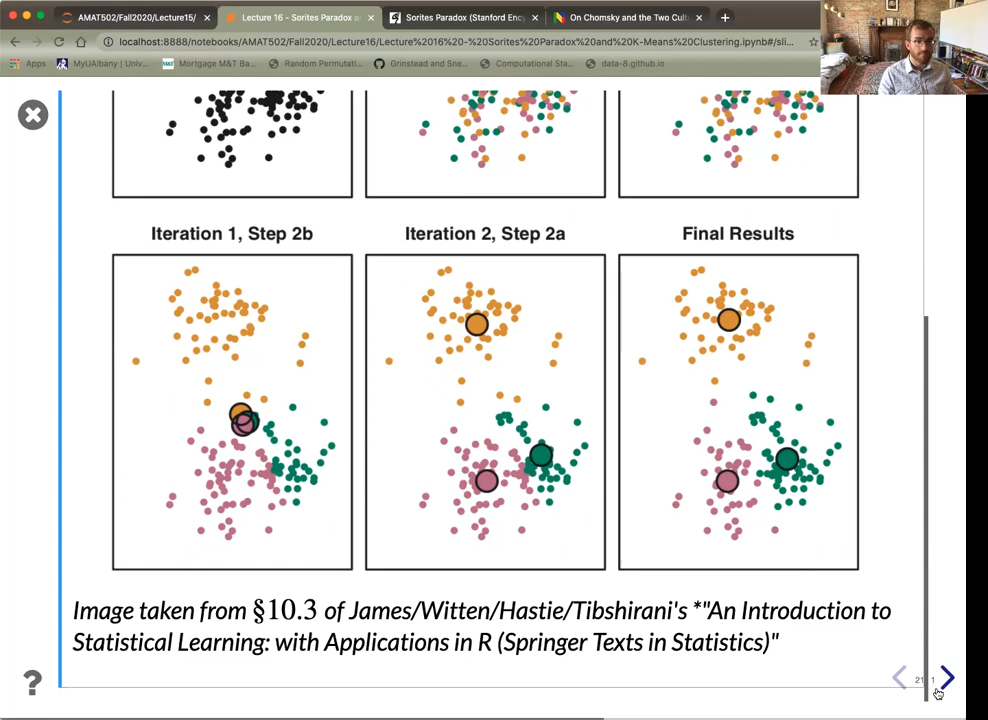 AMAT502/Fall2020/Lecture15/
Lecture 16 - Sorites Paradox a
Sorites Paradox (Stanford Ency
On Chomsky and the Two Cult
localhost:8888/notebooks/AMAT502/Fall2020/Lecture16/Lecture%2016%20-%20Sorites%20Paradox%20and%20K-Means%20Clustering.ipynb#/sli...
Apps
MyUAlbany | Univ...
Mortgage M&T Ba...
Random Permutati...
Grinstead and Sne...
Computational Sta...
data-8.github.io
Iteration 1, Step 2b
Iteration 2, Step 2a
Final Results
Image taken from §10.3 of James/Witten/Hastie/Tibshirani's *"An Introduction to
Statistical Learning: with Applications in R (Springer Texts in Statistics)"
?